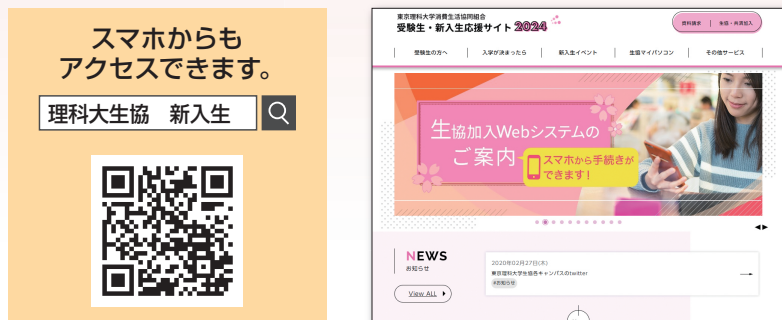 スマホからも
アクセスできます。
理科大生協　新入生
東京理科大学消費生活協同組合
受験生・新入生応援サイト 2024
資料請求
生協・共済加入
受験生の方へ
入学が決まったら
新入生イベント
生協マイパソコン
その他サービス
生協加入Webシステムの
ご案内
スマホから手続きが
できます！
NEWS
お知らせ
View ALL
2020年02月27日(木)
東京理科大学生協各キャンパスのtwitter
#お知らせ